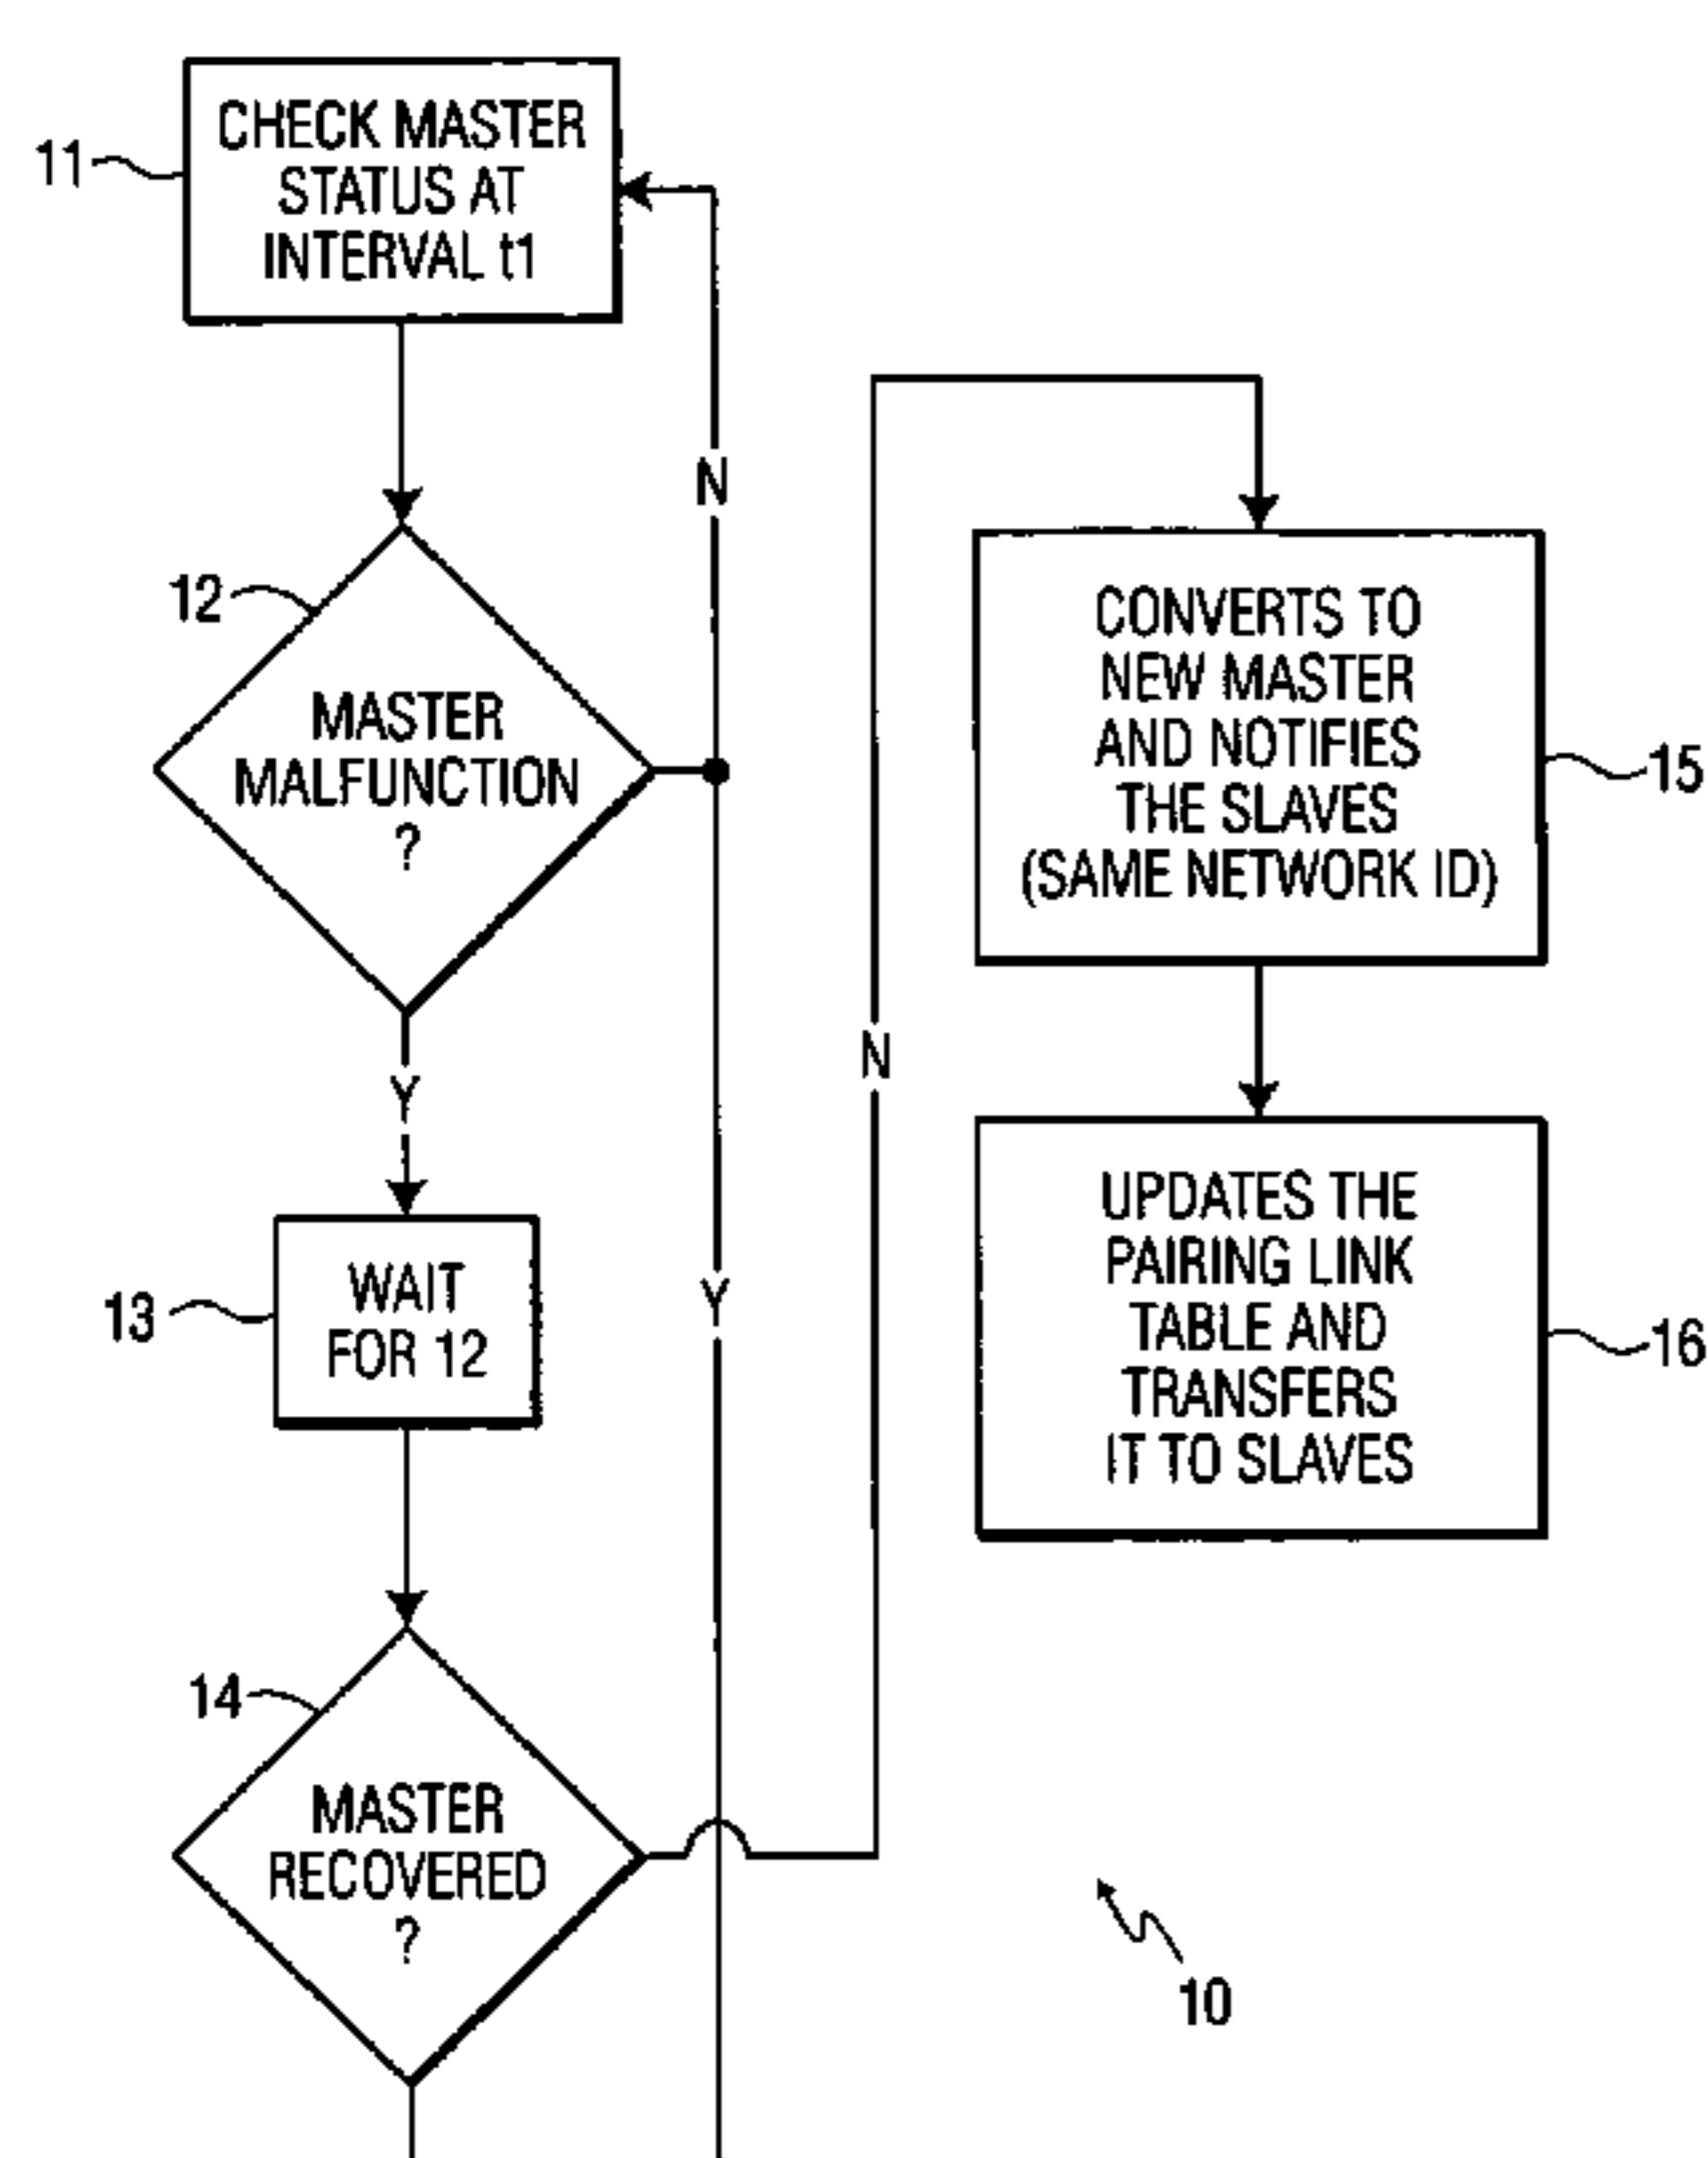 11
CHECK MASTER
STATUS AT
INTERVAL t1
N
12
MASTER
MALFUNCTION
?
Y
13
WAIT
FOR 12
Y
14
MASTER
RECOVERED
?
N
CONVERTS TO
NEW MASTER
AND NOTIFIES
THE SLAVES
(SAME NETWORK ID)
15
UPDATES THE
PAIRING LINK
TABLE AND
TRANSFERS
IT TO SLAVES
16
10